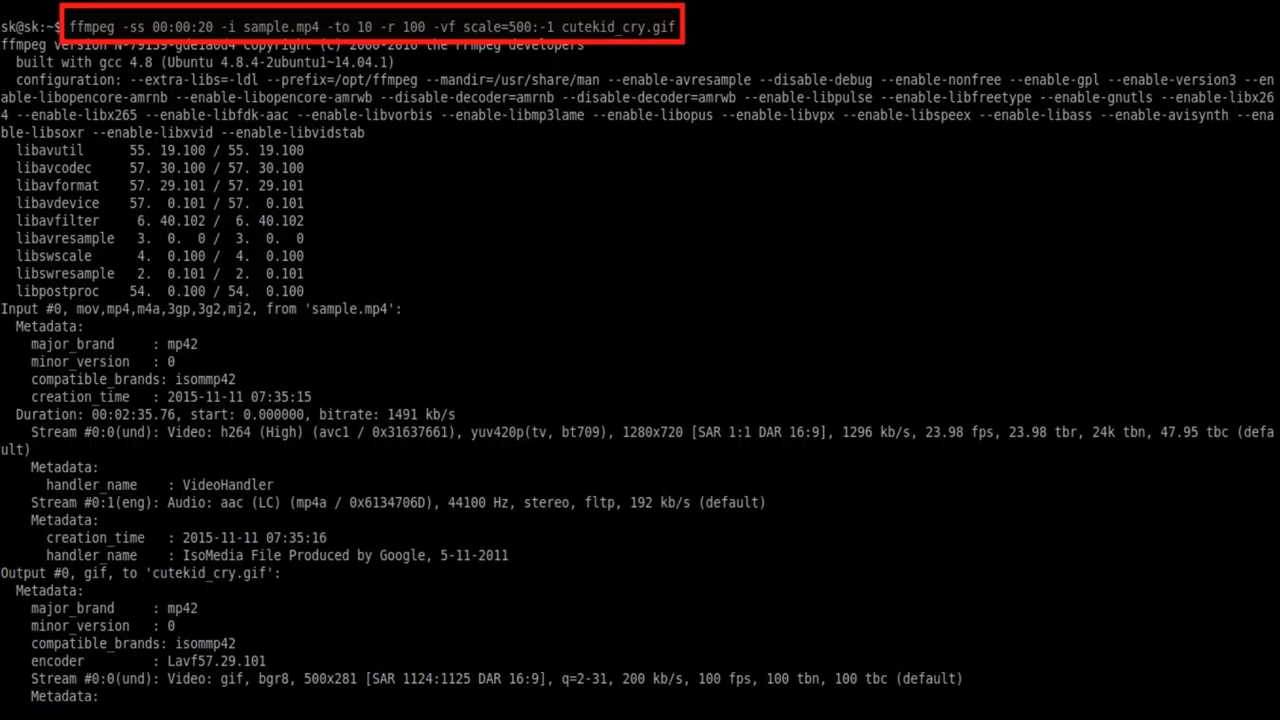 sk@sk:~$ ffmpeg -ss 00:00:20 -i sample.mp4 -to 10 -r 100 -vf scale=500:-1 cutekid_cry.gif
ffmpeg version N-79139-gde1a0d4 Copyright (c) 2000-2016 the FFmpeg developers
  built with gcc 4.8 (Ubuntu 4.8.4-2ubuntu1~14.04.1)
  configuration: --extra-libs=-ldl --prefix=/opt/ffmpeg --mandir=/usr/share/man --enable-avresample --disable-debug --enable-nonfree --enable-gpl --enable-version3 --en
able-libopencore-amrnb --enable-libopencore-amrwb --disable-decoder=amrnb --disable-decoder=amrwb --enable-libpulse --enable-libfreetype --enable-gnutls --enable-libx26
4 --enable-libx265 --enable-libfdk-aac --enable-libvorbis --enable-libmp3lame --enable-libopus --enable-libvpx --enable-libspeex --enable-libass --enable-avisynth --ena
ble-libsoxr --enable-libxvid --enable-libvidstab
  libavutil      55. 19.100 / 55. 19.100
  libavcodec     57. 30.100 / 57. 30.100
  libavformat    57. 29.101 / 57. 29.101
  libavdevice    57.  0.101 / 57.  0.101
  libavfilter     6. 40.102 /  6. 40.102
  libavresample   3.  0.  0 /  3.  0.  0
  libswscale      4.  0.100 /  4.  0.100
  libswresample   2.  0.101 /  2.  0.101
  libpostproc    54.  0.100 / 54.  0.100
Input #0, mov,mp4,m4a,3gp,3g2,mj2, from 'sample.mp4':
  Metadata:
    major_brand     : mp42
    minor_version   : 0
    compatible_brands: isommp42
    creation_time   : 2015-11-11 07:35:15
  Duration: 00:02:35.76, start: 0.000000, bitrate: 1491 kb/s
    Stream #0:0(und): Video: h264 (High) (avc1 / 0x31637661), yuv420p(tv, bt709), 1280x720 [SAR 1:1 DAR 16:9], 1296 kb/s, 23.98 fps, 23.98 tbr, 24k tbn, 47.95 tbc (defa
ult)
    Metadata:
      handler_name    : VideoHandler
    Stream #0:1(eng): Audio: aac (LC) (mp4a / 0x6134706D), 44100 Hz, stereo, fltp, 192 kb/s (default)
    Metadata:
      creation_time   : 2015-11-11 07:35:16
      handler_name    : IsoMedia File Produced by Google, 5-11-2011
Output #0, gif, to 'cutekid_cry.gif':
  Metadata:
    major_brand     : mp42
    minor_version   : 0
    compatible_brands: isommp42
    encoder         : Lavf57.29.101
    Stream #0:0(und): Video: gif, bgr8, 500x281 [SAR 1124:1125 DAR 16:9], q=2-31, 200 kb/s, 100 fps, 100 tbn, 100 tbc (default)
    Metadata: